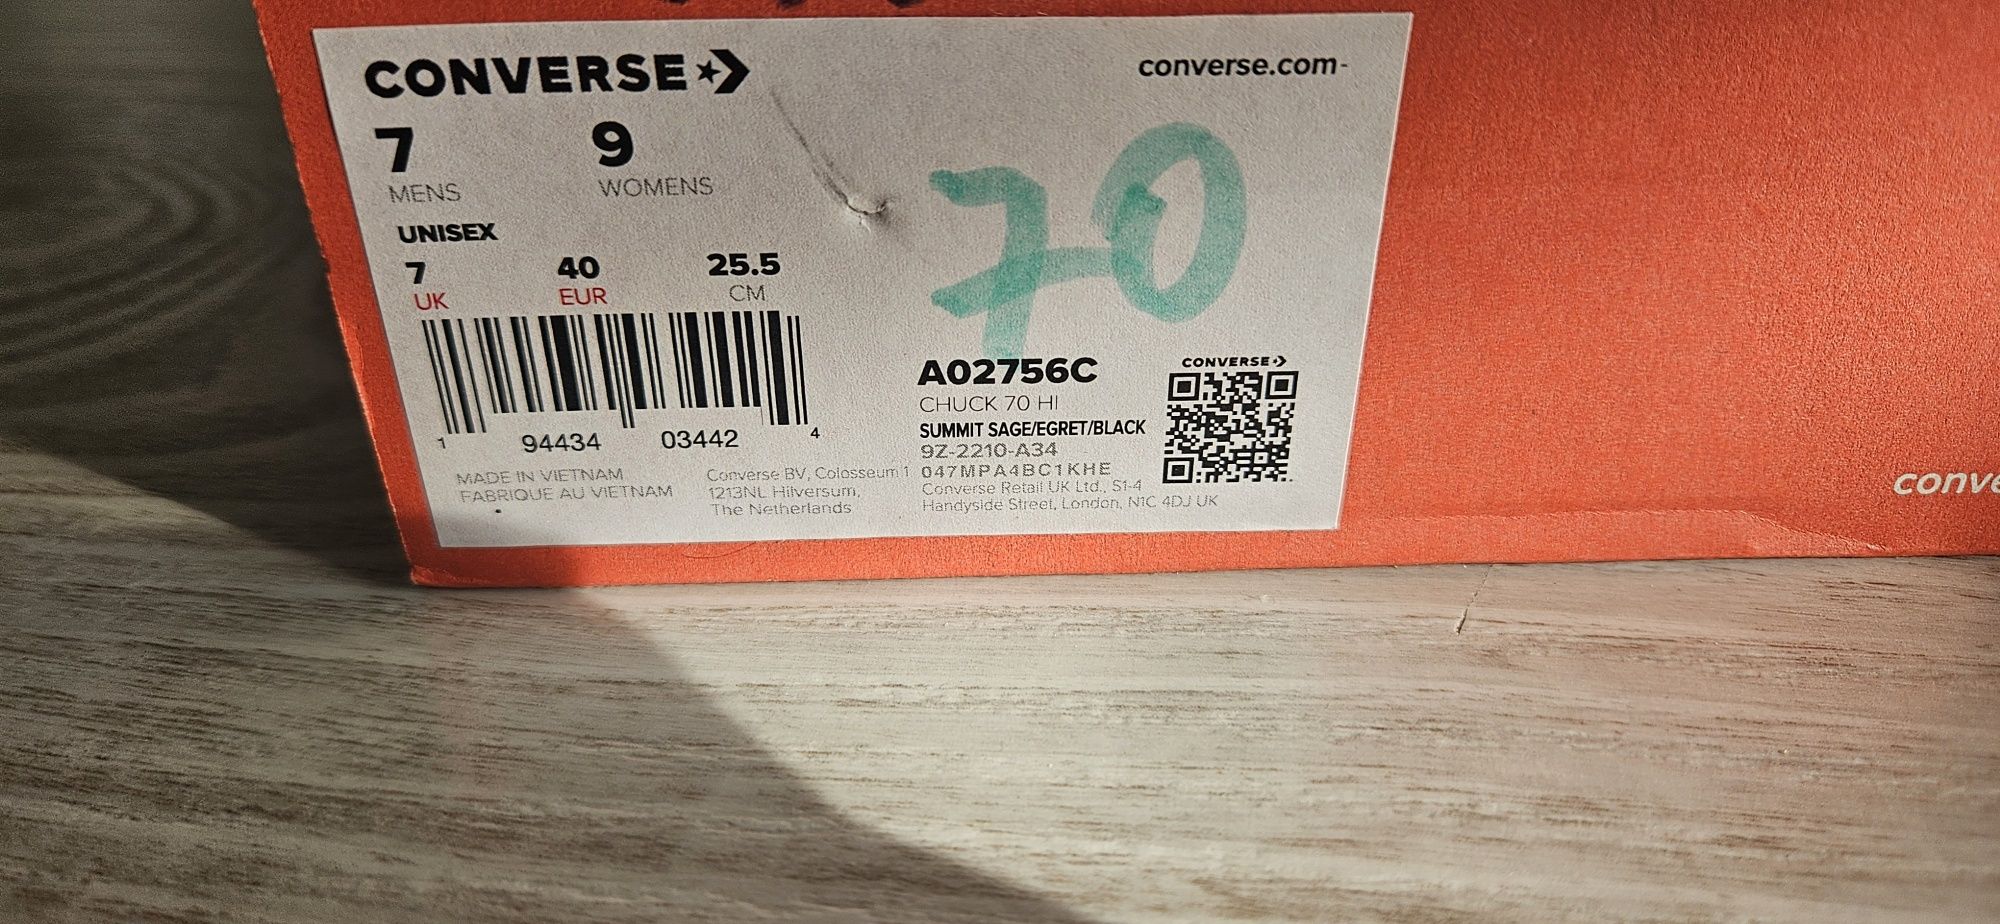 CONVERSE
converse.com
7 9
MENS WOMENS
70
UNISEX
7 40 25.5
UK EUR CM
1 94434 03442 4
MADE IN VIETNAM
FABRIQUE AU VIETNAM
Converse BV, Colosseum 1
1213NL Hilversum,
The Netherlands
A02756C
CHUCK 70 HI
SUMMIT SAGE/EGRET/BLACK
9Z-2210-A34
047MPA4BC1KHE
Converse Retail UK Ltd., S1-4
Handyside Street, London, N1C 4DJ UK
CONVERSE
conve